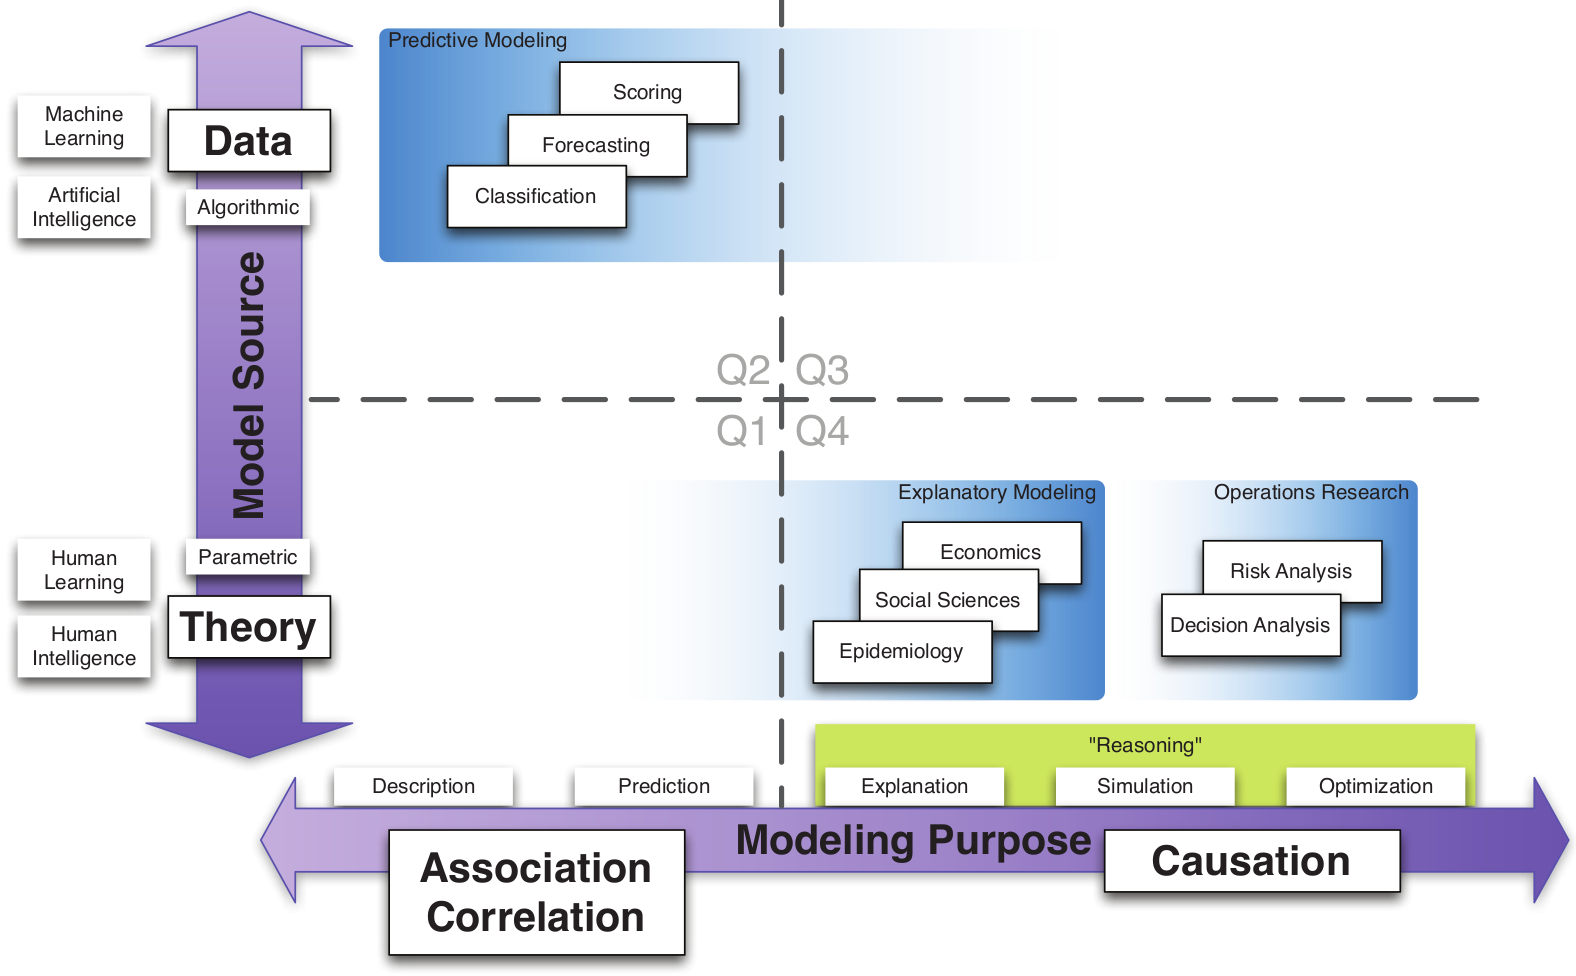 Predictive Modeling
Scoring
Forecasting
Classification
Machine
Learning
Data
Artificial
Intelligence
Algorithmic
Model Source
Q2 Q3
Q1 Q4
Human
Learning
Parametric
Theory
Human
Intelligence
Explanatory Modeling
Economics
Social Sciences
Epidemiology
Operations Research
Risk Analysis
Decision Analysis
"Reasoning"
Description
Prediction
Explanation
Simulation
Optimization
Modeling Purpose
Association
Correlation
Causation